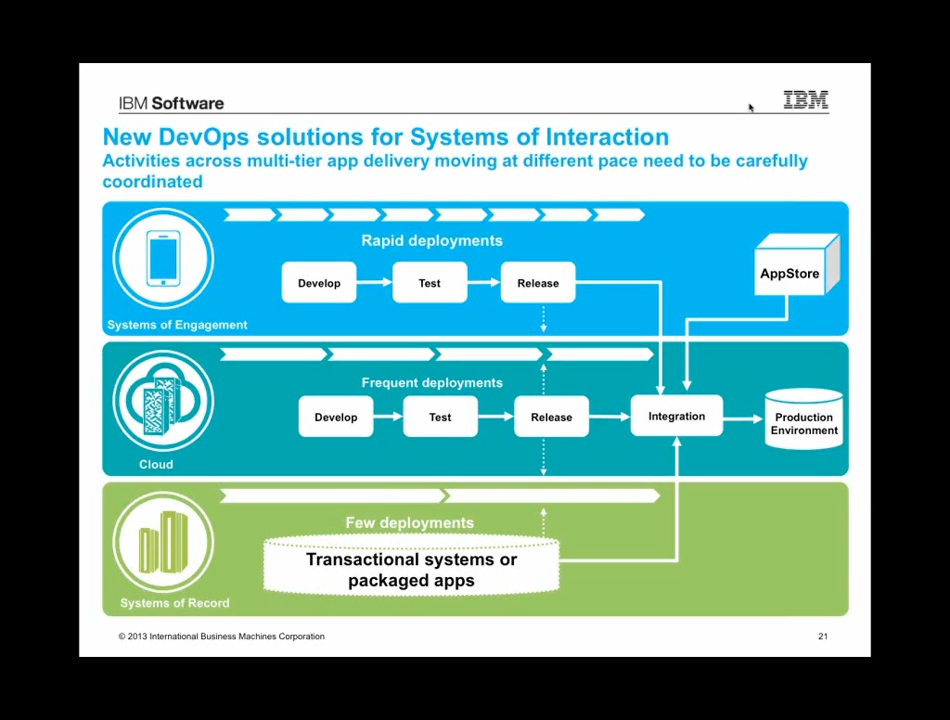 IBM Software
IBM
New DevOps solutions for Systems of Interaction
Activities across multi-tier app delivery moving at different pace need to be carefully
coordinated
Rapid deployments
Develop
Test
Release
AppStore
Systems of Engagement
Frequent deployments
Develop
Test
Release
Integration
Production
Environment
Cloud
Few deployments
Transactional systems or
packaged apps
Systems of Record
© 2013 International Business Machines Corporation
21